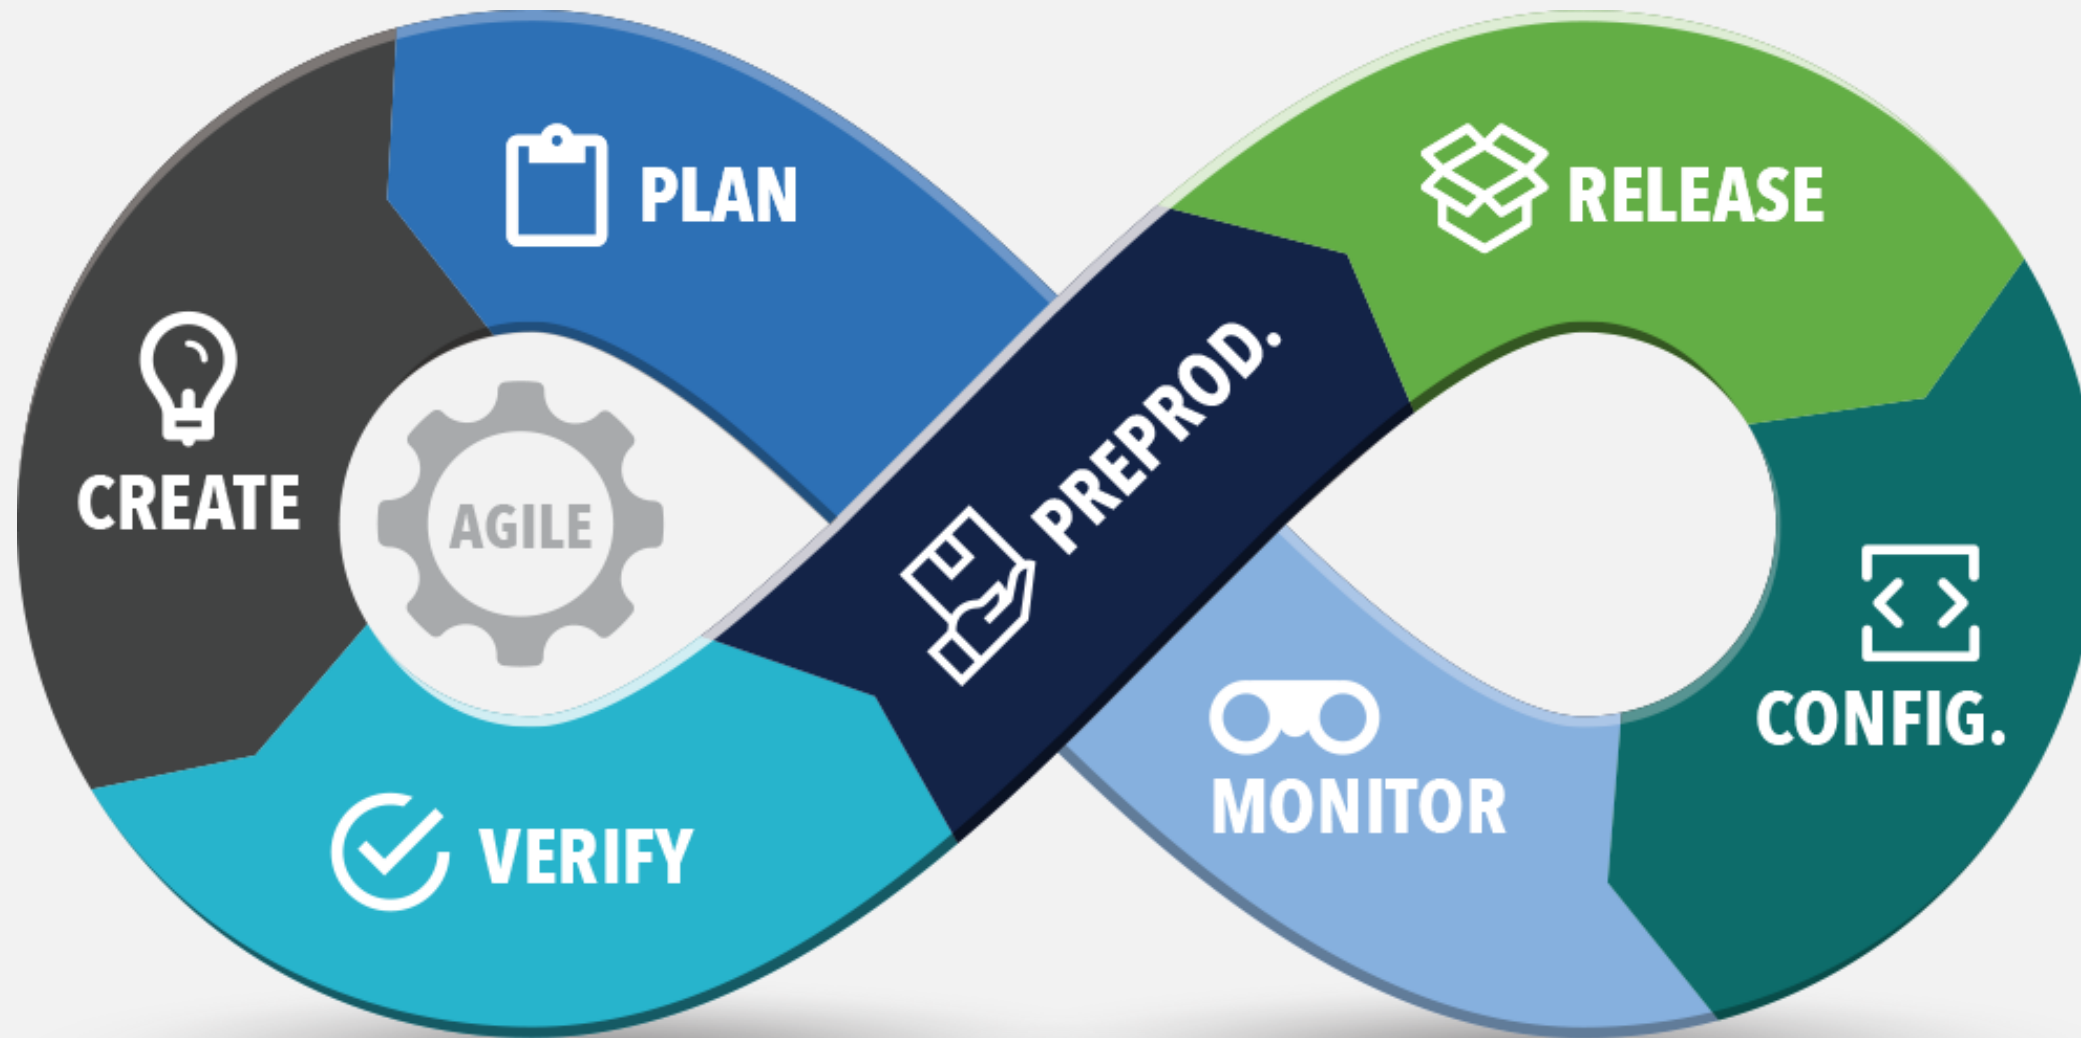 PLAN
RELEASE
CREATE
AGILE
PREPROD.
VERIFY
MONITOR
CONFIG.